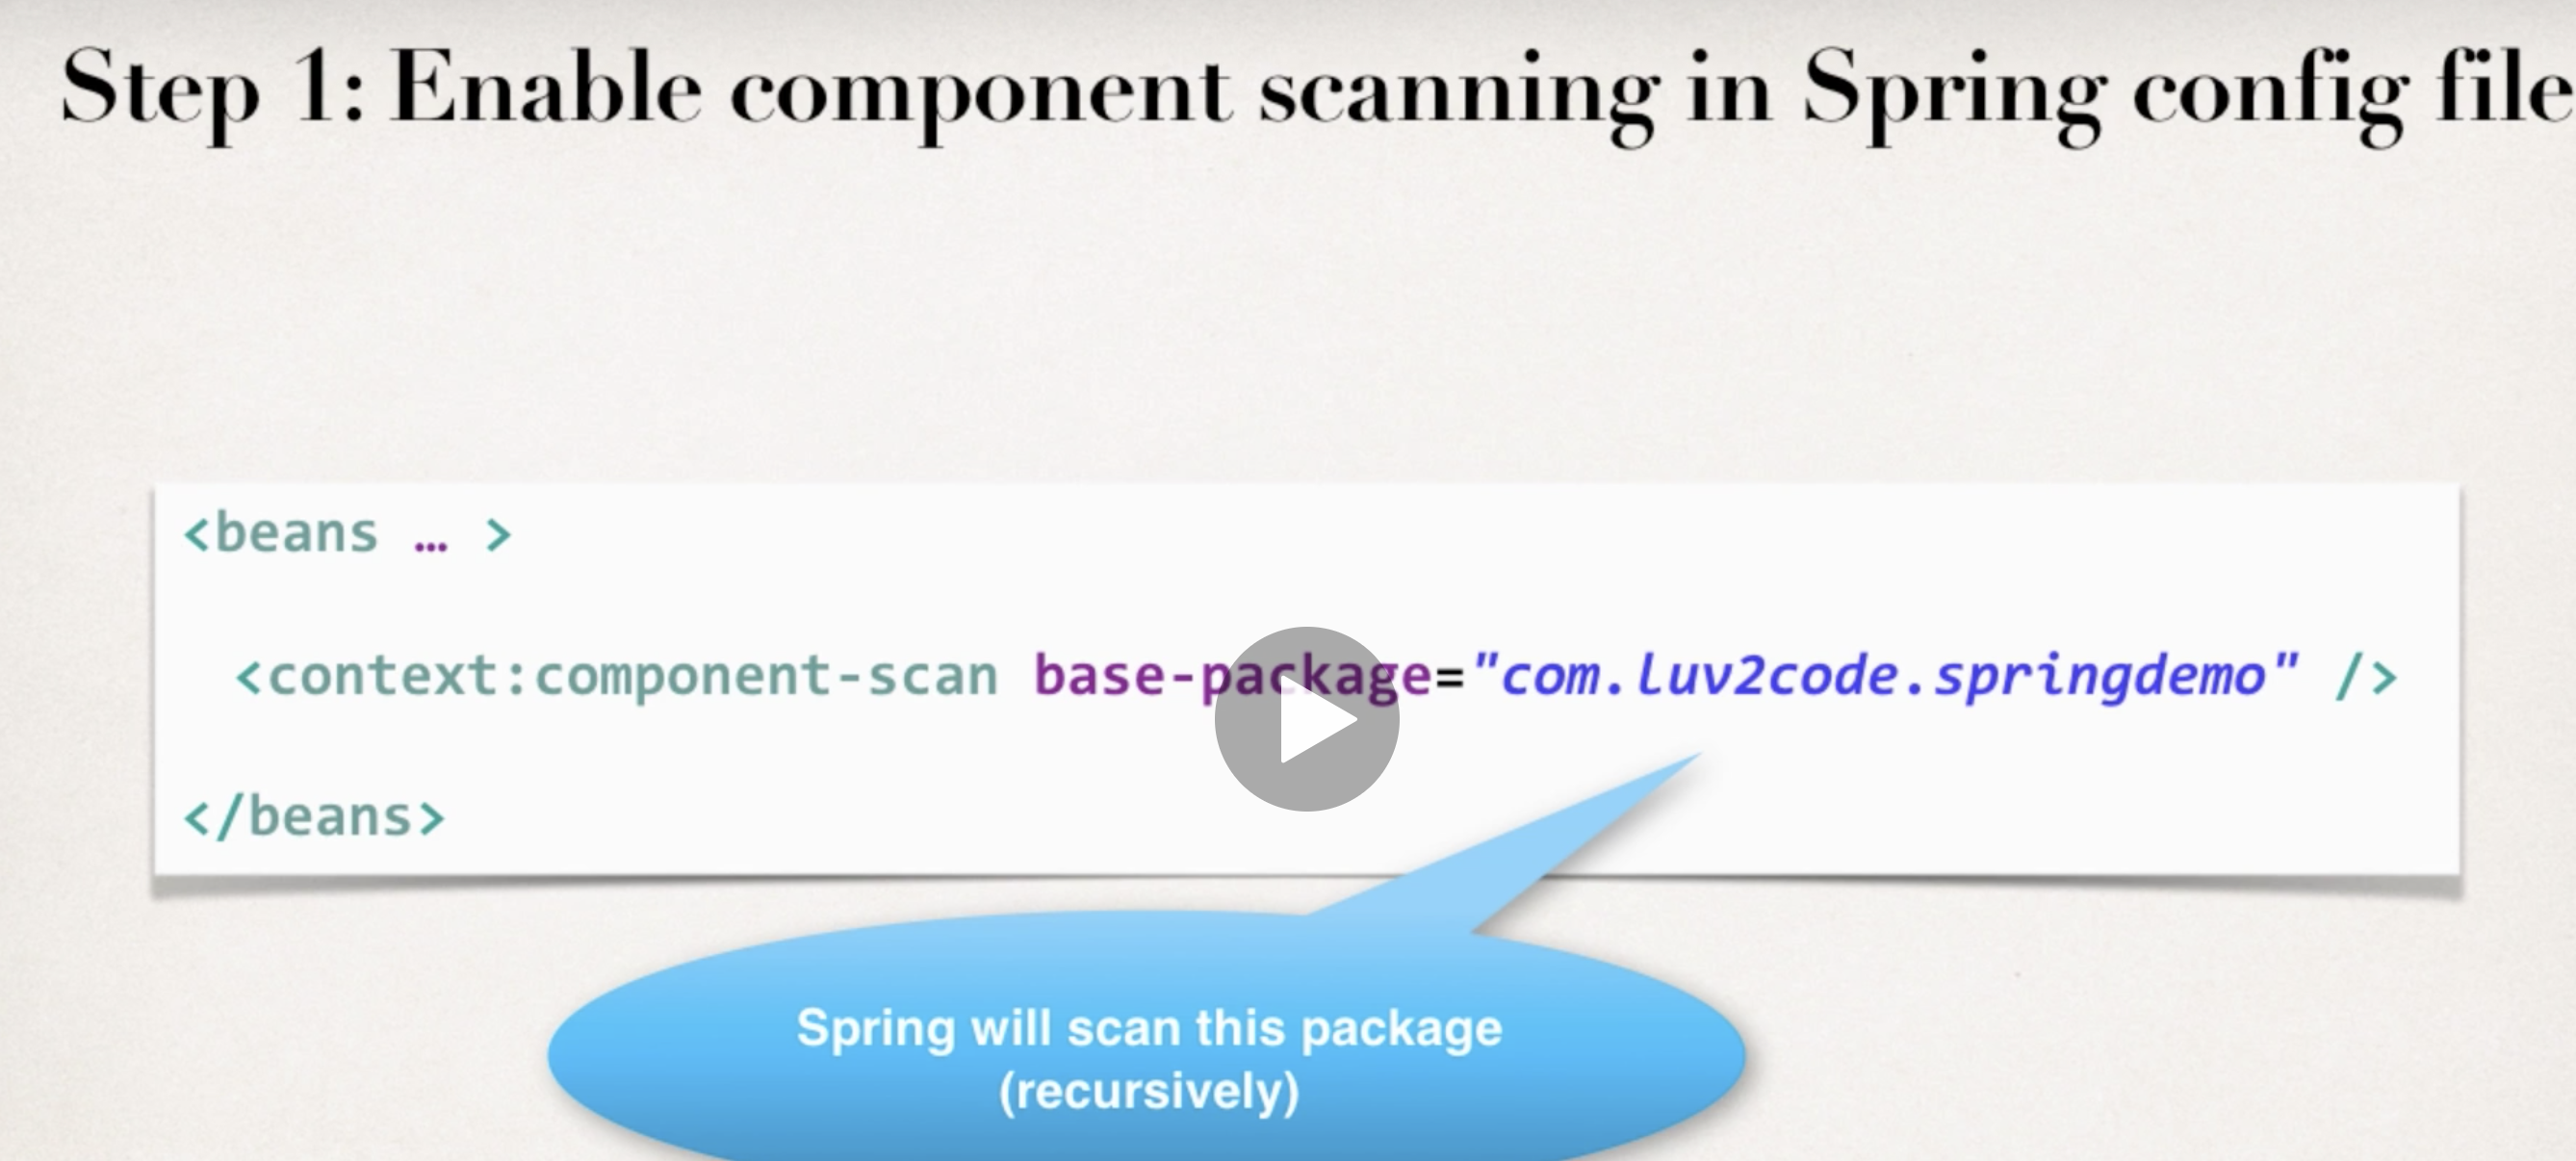 Step 1: Enable component scanning in Spring config file
<beans … >
<context:component-scan base-package="com.luv2code.springdemo" />
</beans>
Spring will scan this package
(recursively)